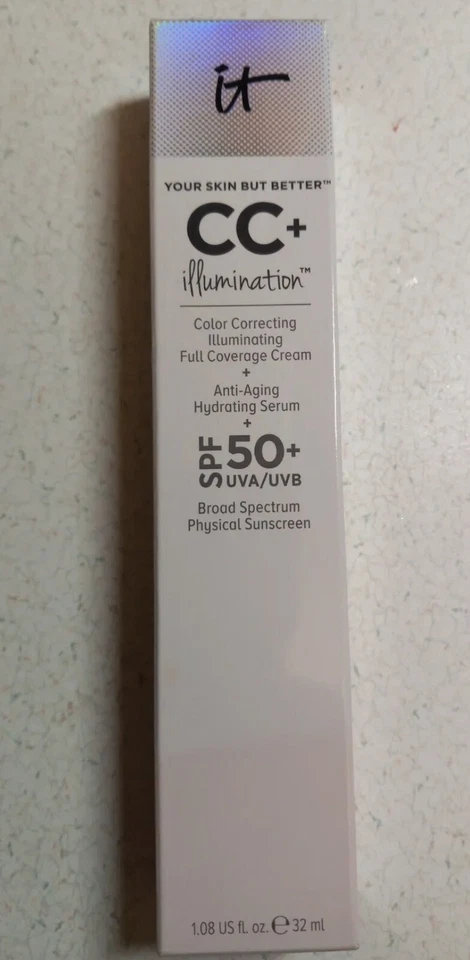 it
YOUR SKIN BUT BETTER™
CC+
illumination™
Color Correcting
Illuminating
Full Coverage Cream
+
Anti-Aging
Hydrating Serum
+
SPF 50+
UVA/UVB
Broad Spectrum
Physical Sunscreen
1.08 US fl. oz. ℮ 32 ml